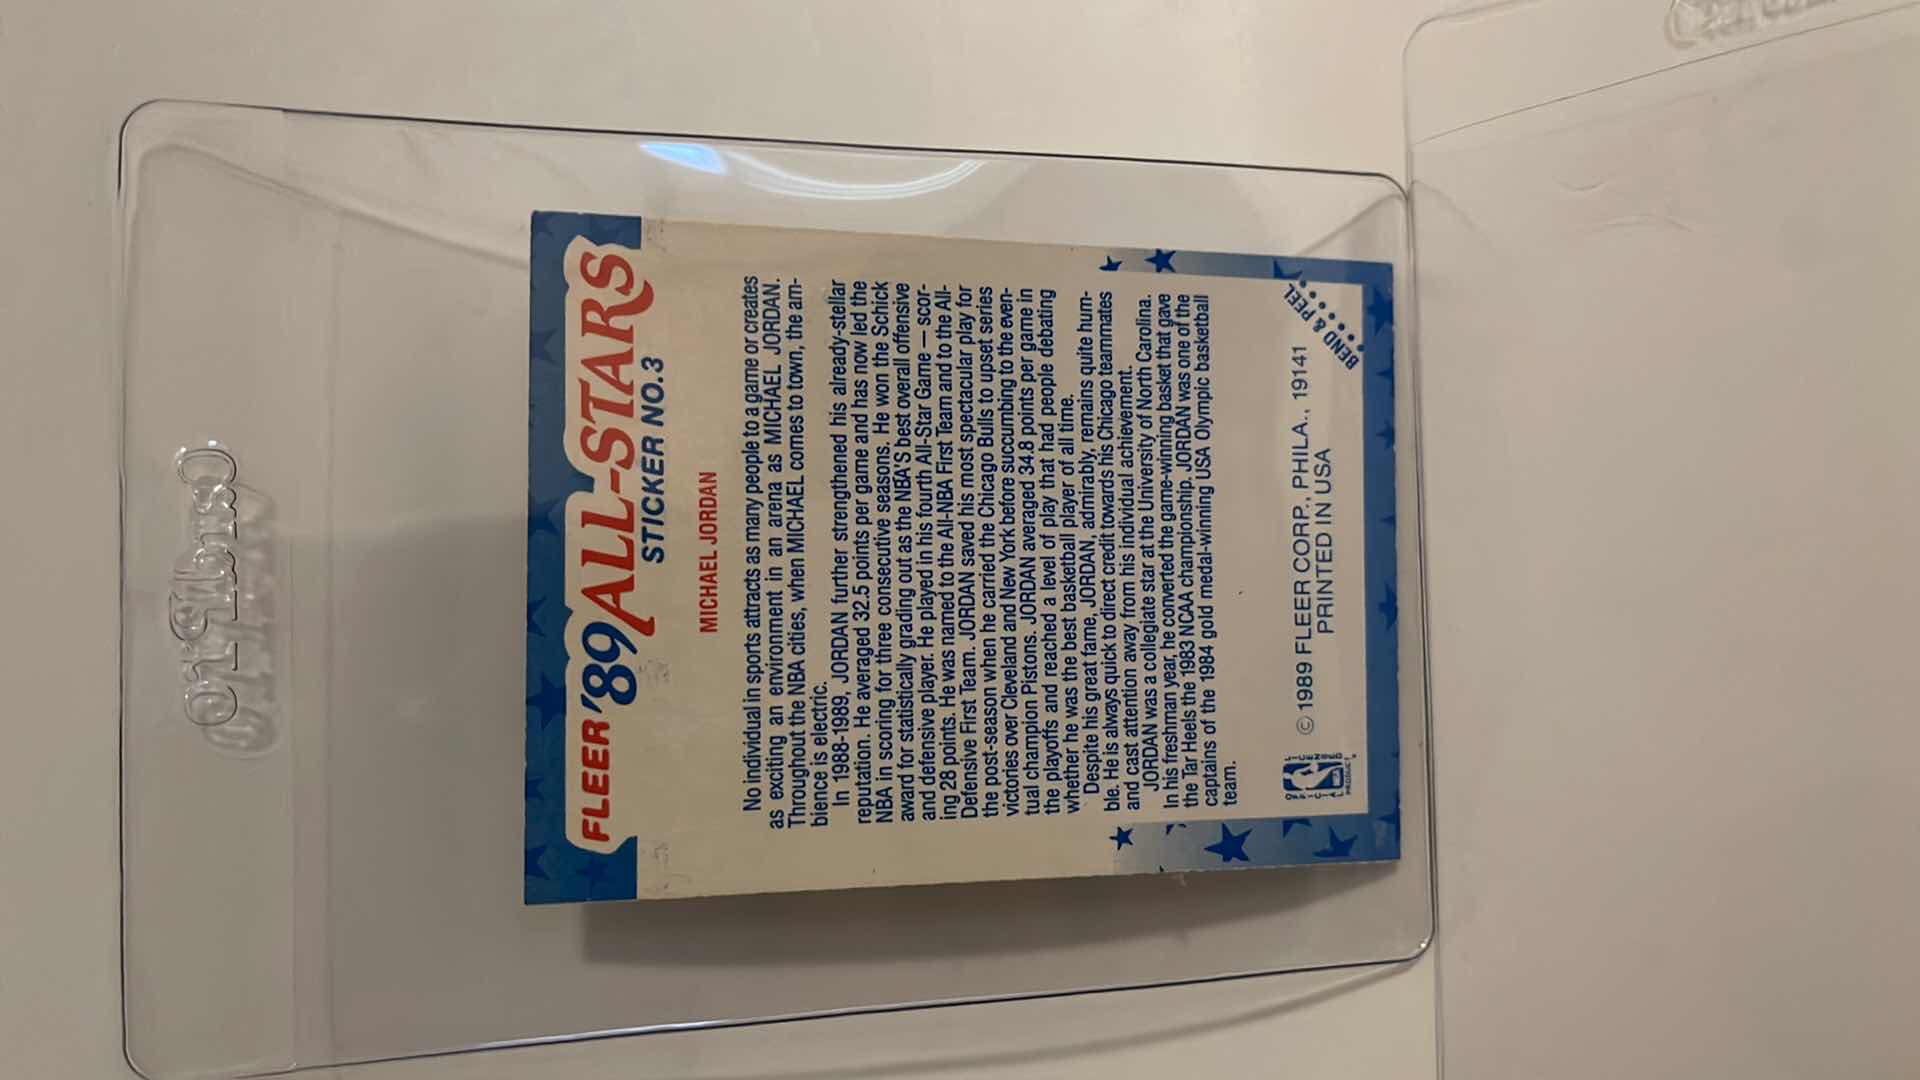 CardPro
FLEER '89 ALL-STARS
STICKER NO.3
MICHAEL JORDAN
No individual in sports attracts as many people to a game or creates
as exciting an environment in an arena as MICHAEL JORDAN.
Throughout the NBA cities, when MICHAEL comes to town, the am-
bience is electric.
In 1988-1989, JORDAN further strengthened his already-stellar
reputation. He averaged 32.5 points per game and has now led the
NBA in scoring for three consecutive seasons. He won the Schick
award for statistically grading out as the NBA'S best overall offensive
and defensive player. He played in his fourth All-Star Game — scor-
ing 28 points. He was named to the All-NBA First Team and to the All-
Defensive First Team. JORDAN saved his most spectacular play for
the post-season when he carried the Chicago Bulls to upset series
victories over Cleveland and New York before succumbing to the even-
tual champion Pistons. JORDAN averaged 34.8 points per game in
the playoffs and reached a level of play that had people debating
whether he was the best basketball player of all time.
Despite his great fame, JORDAN, admirably, remains quite hum-
ble. He is always quick to direct credit towards his Chicago teammates
and cast attention away from his individual achievement.
JORDAN was a collegiate star at the University of North Carolina.
In his freshman year, he converted the game-winning basket that gave
the Tar Heels the 1983 NCAA championship. JORDAN was one of the
captains of the 1984 gold medal-winning USA Olympic basketball
team.
© 1989 FLEER CORP., PHILA., 19141
PRINTED IN USA
BEND & PEEL